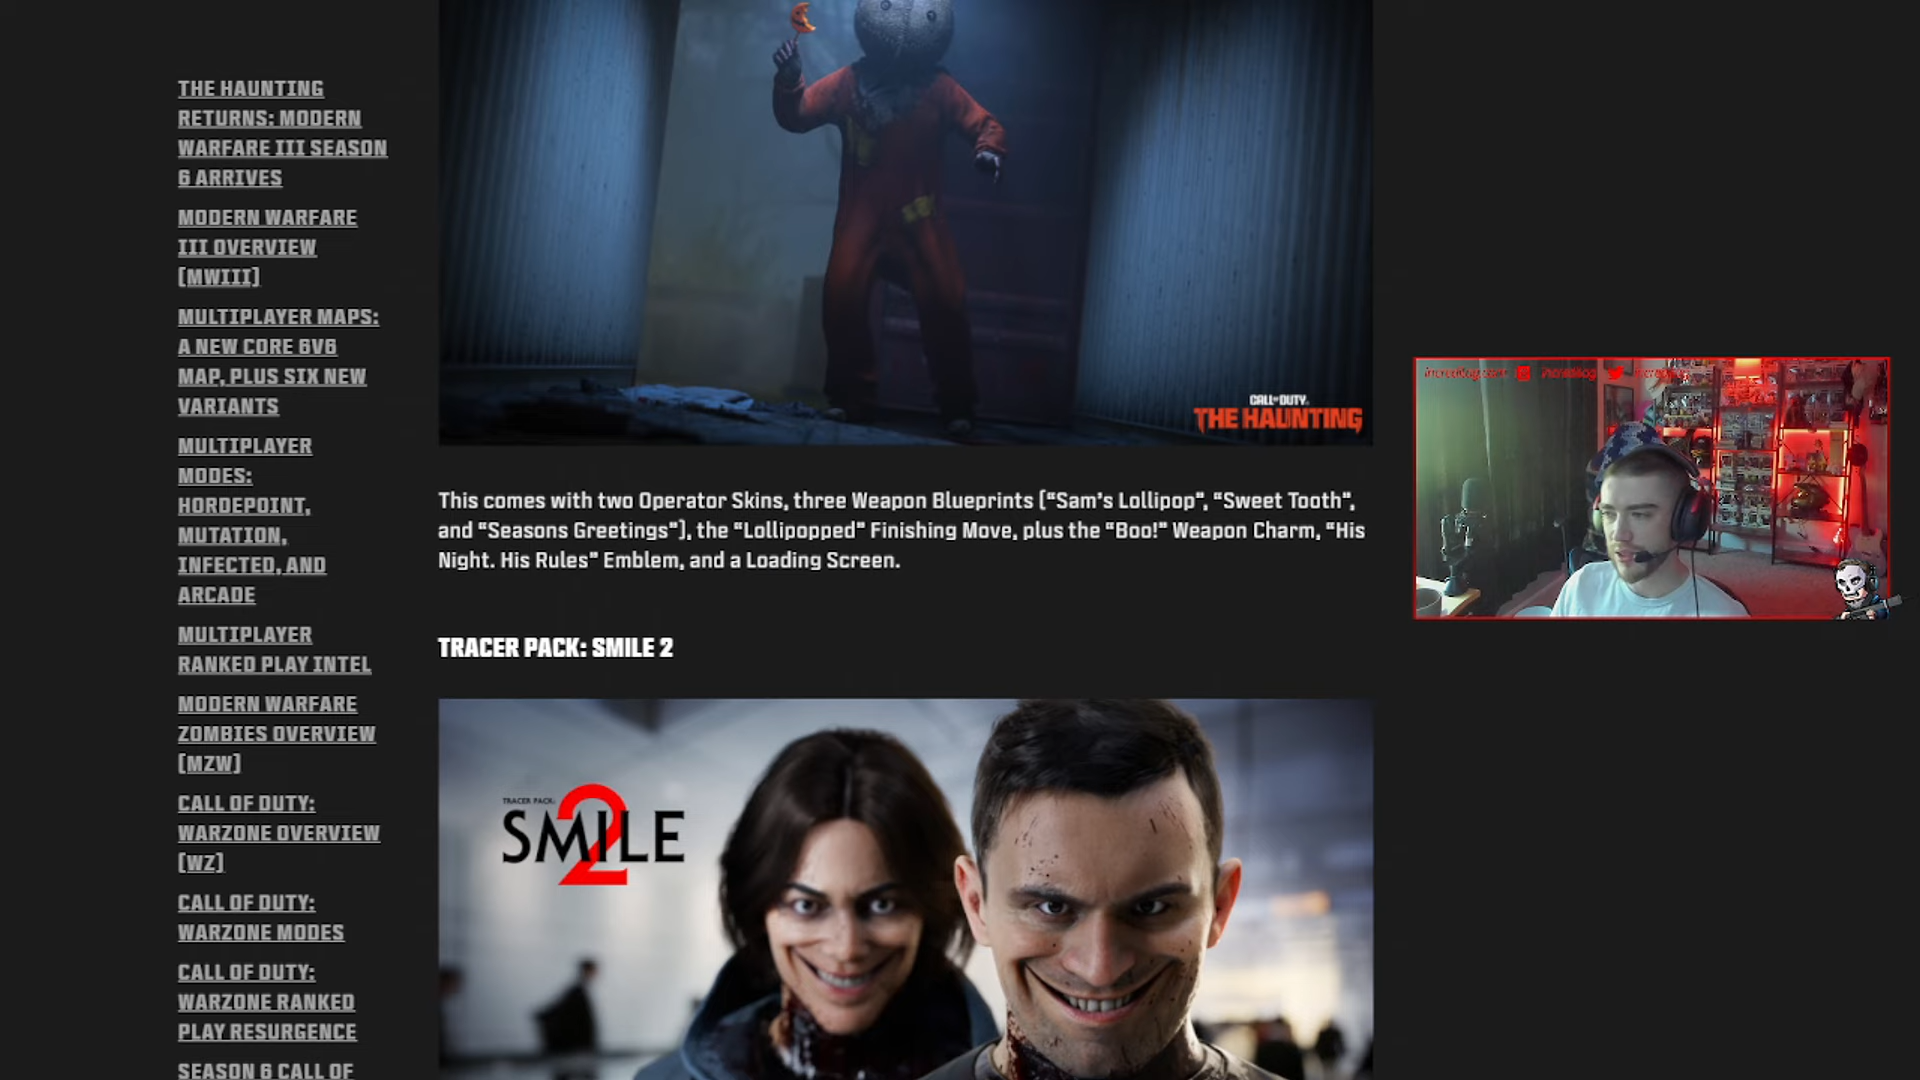 THE HAUNTING
RETURNS: MODERN
WARFARE III SEASON
6 ARRIVES
MODERN WARFARE
III OVERVIEW
[MWIII]
MULTIPLAYER MAPS:
A NEW CORE 6V6
MAP, PLUS SIX NEW
VARIANTS
MULTIPLAYER
MODES:
HORDEPOINT,
MUTATION,
INFECTED, AND
ARCADE
MULTIPLAYER
RANKED PLAY INTEL
MODERN WARFARE
ZOMBIES OVERVIEW
[MZW]
CALL OF DUTY:
WARZONE OVERVIEW
[WZ]
CALL OF DUTY:
WARZONE MODES
CALL OF DUTY:
WARZONE RANKED
PLAY RESURGENCE
SEASON 6 CALL OF
CALL OF DUTY
THE HAUNTING
This comes with two Operator Skins, three Weapon Blueprints (“Sam’s Lollipop”, “Sweet Tooth”,
and “Seasons Greetings”), the “Lollipopped” Finishing Move, plus the “Boo!” Weapon Charm, “His
Night. His Rules” Emblem, and a Loading Screen.
TRACER PACK: SMILE 2
TRACER PACK:
SMILE 2